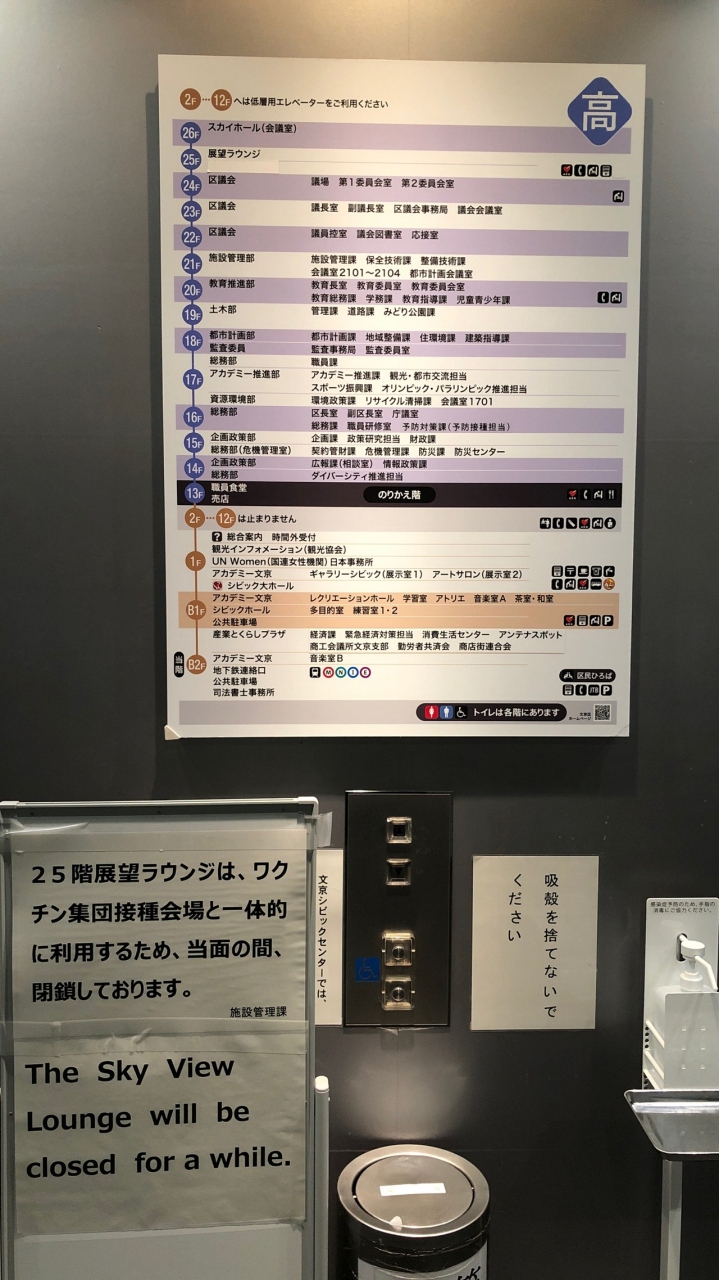 2F…12Fへは低層用エレベーターをご利用ください
高
26F スカイホール(会議室)
25F 展望ラウンジ
24F 区議会 議場 第1委員会室 第2委員会室
23F 区議会 議長室 副議長室 区議会事務局 議会会議室
22F 区議会 議員控室 議会図書室 応接室
21F 施設管理部 施設管理課 保全技術課 整備技術課
会議室2101～2104 都市計画会議室
20F 教育推進部 教育長室 教育委員室 教育委員会室
教育総務課 学務課 教育指導課 児童青少年課
19F 土木部 管理課 道路課 みどり公園課
18F 都市計画部 都市計画課 地域整備課 住環境課 建築指導課
監査委員 監査事務局 監査委員室
17F 総務部 職員課
アカデミー推進部 アカデミー推進課 観光・都市交流担当
スポーツ振興課 オリンピック・パラリンピック推進担当
資源環境部 環境政策課 リサイクル清掃課 会議室1701
16F 総務部 区長室 副区長室 庁議室
総務課 職員研修室 予防対策課(予防接種担当)
15F 企画政策部 企画課 政策研究担当 財政課
総務部(危機管理室) 契約管財課 危機管理課 防災課 防災センター
14F 企画政策部 広報課(相談室) 情報政策課
総務部 ダイバーシティ推進担当
13F 職員食堂 のりかえ階
売店
2F…12Fは止まりません
1F ? 総合案内 時間外受付
観光インフォメーション(観光協会)
UN Women(国連女性機関)日本事務所
アカデミー文京 ギャラリーシビック(展示室1) アートサロン(展示室2)
シビック大ホール
B1F アカデミー文京 レクリエーションホール 学習室 アトリエ 音楽室A 茶室・和室
シビックホール 多目的室 練習室1・2
公共駐車場 P
産業とくらしプラザ 経済課 緊急経済対策担当 消費生活センター アンテナスポット
商工会議所文京支部 勤労者共済会 商店街連合会
当階 B2F アカデミー文京 音楽室B
地下鉄連絡口 M N I E 区民ひろば
公共駐車場 JTB P
司法書士事務所
トイレは各階にあります
文京区
ホームページ
25階展望ラウンジは、ワク
チン集団接種会場と一体的
に利用するため、当面の間、
閉鎖しております。
施設管理課
The Sky View
Lounge will be
closed for a while.
文京シビックセンターでは、
吸殻を捨てないで
ください
感染症予防のため、手指の
消毒にご協力ください。